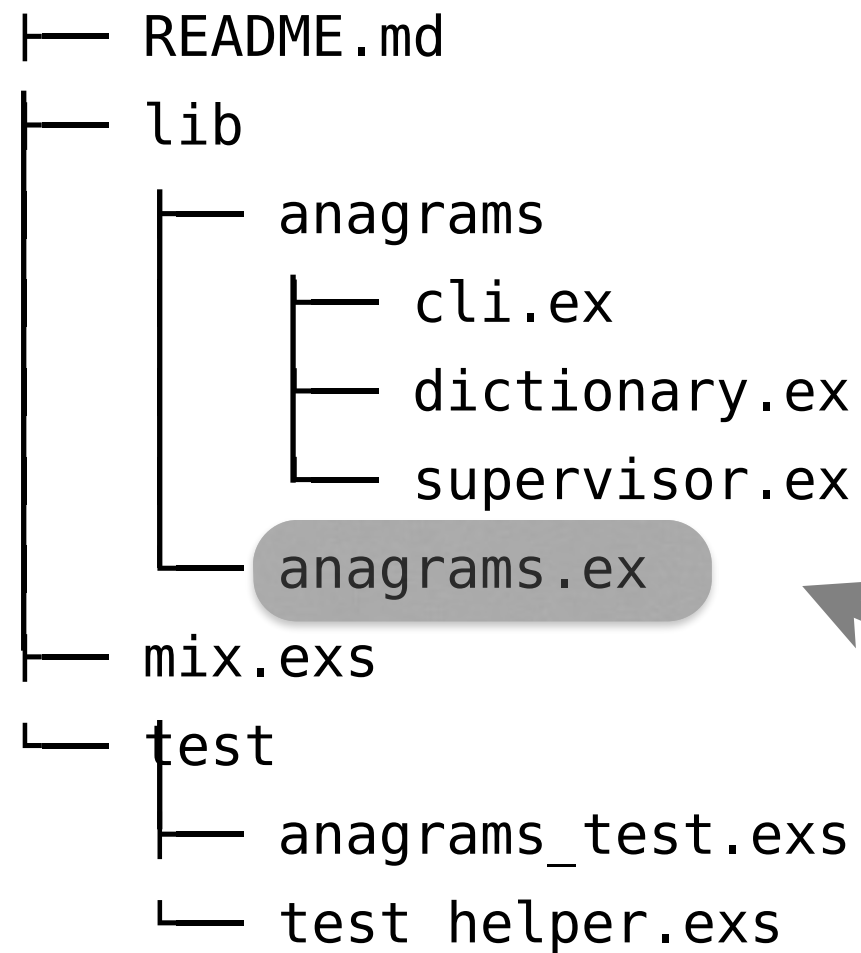 ├── README.md
├── lib
│   ├── anagrams
│   │   ├── cli.ex
│   │   ├── dictionary.ex
│   │   └── supervisor.ex
│   └── anagrams.ex
├── mix.exs
└── test
    ├── anagrams_test.exs
    └── test helper.exs